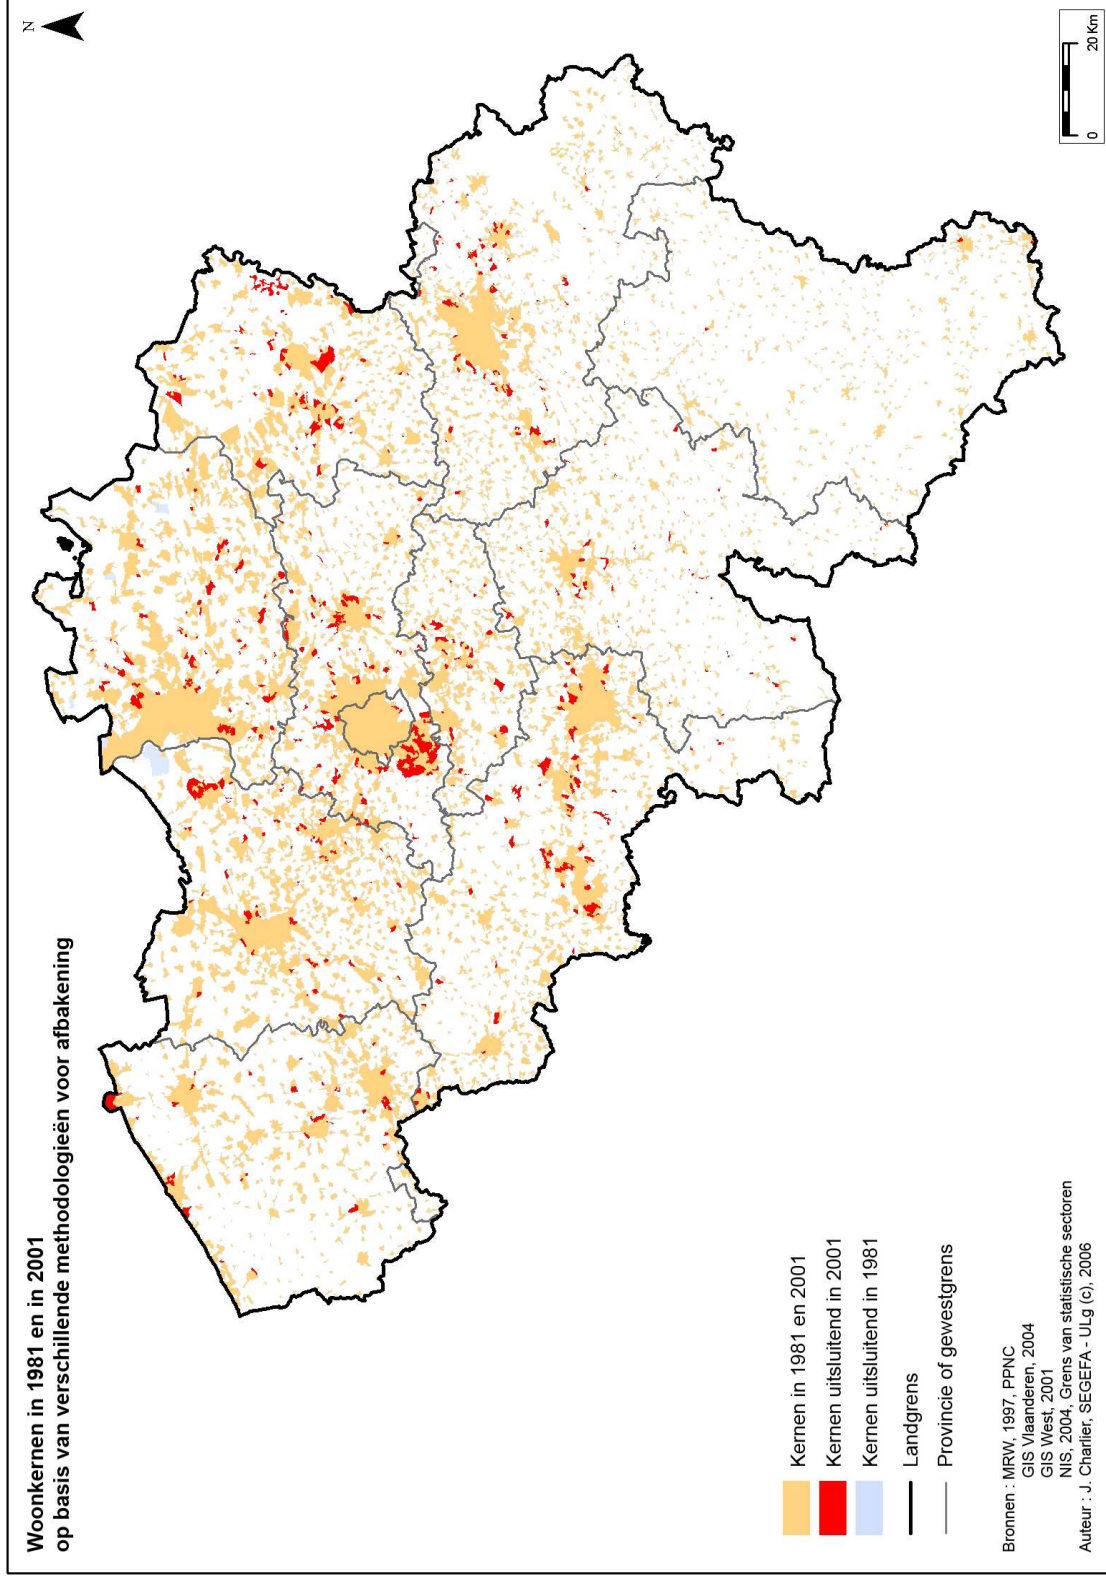 Woonkernen in 1981 en in 2001
op basis van verschillende methodologieën voor afbakening
N
Kernen in 1981 en 2001
Kernen uitsluitend in 2001
Kernen uitsluitend in 1981
Landgrens
Provincie of gewestgrens
Bronnen : MRW, 1997, PPNC
GIS Vlaanderen, 2004
GIS West, 2001
NIS, 2004, Grens van statistische sectoren
Auteur : J. Charlier, SEGEFA - ULg (c), 2006
0 20 Km